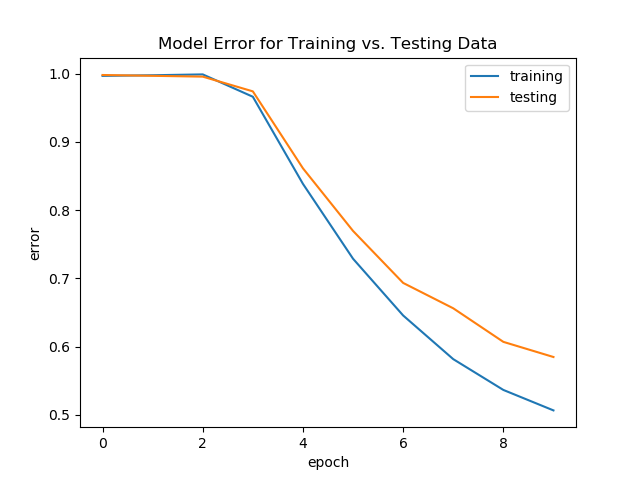 Model Error for Training vs. Testing Data
training
testing
1.0
0.9
0.8
0.7
0.6
0.5
error
0 2 4 6 8
epoch